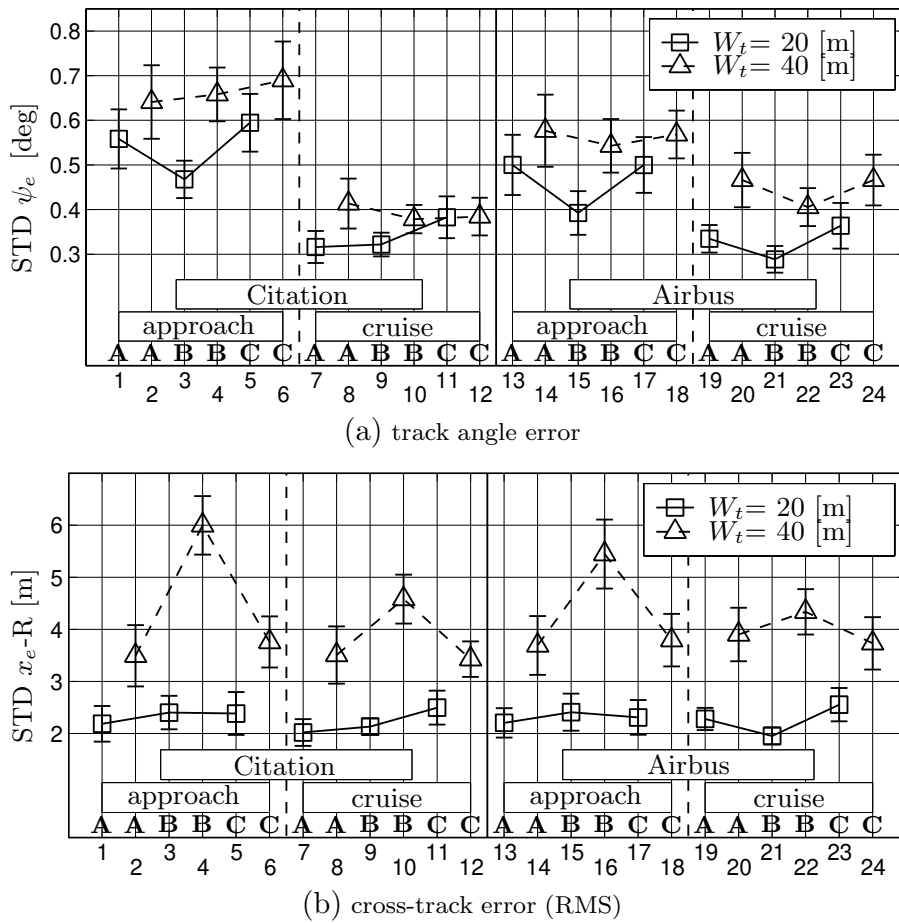 0.8
0.7
0.6
0.5
0.4
0.3
STD ψe [deg]
Wt= 20 [m]
Wt= 40 [m]
Citation
Airbus
approach
cruise
approach
cruise
A A B B C C A A B B C C A A B B C C A A B B C C
1 3 5 7 9 11 13 15 17 19 21 23
2 4 6 8 10 12 14 16 18 20 22 24
(a) track angle error
6
5
4
3
2
STD xe-R [m]
Wt= 20 [m]
Wt= 40 [m]
Citation
Airbus
approach
cruise
approach
cruise
A A B B C C A A B B C C A A B B C C A A B B C C
1 3 5 7 9 11 13 15 17 19 21 23
2 4 6 8 10 12 14 16 18 20 22 24
(b) cross-track error (RMS)